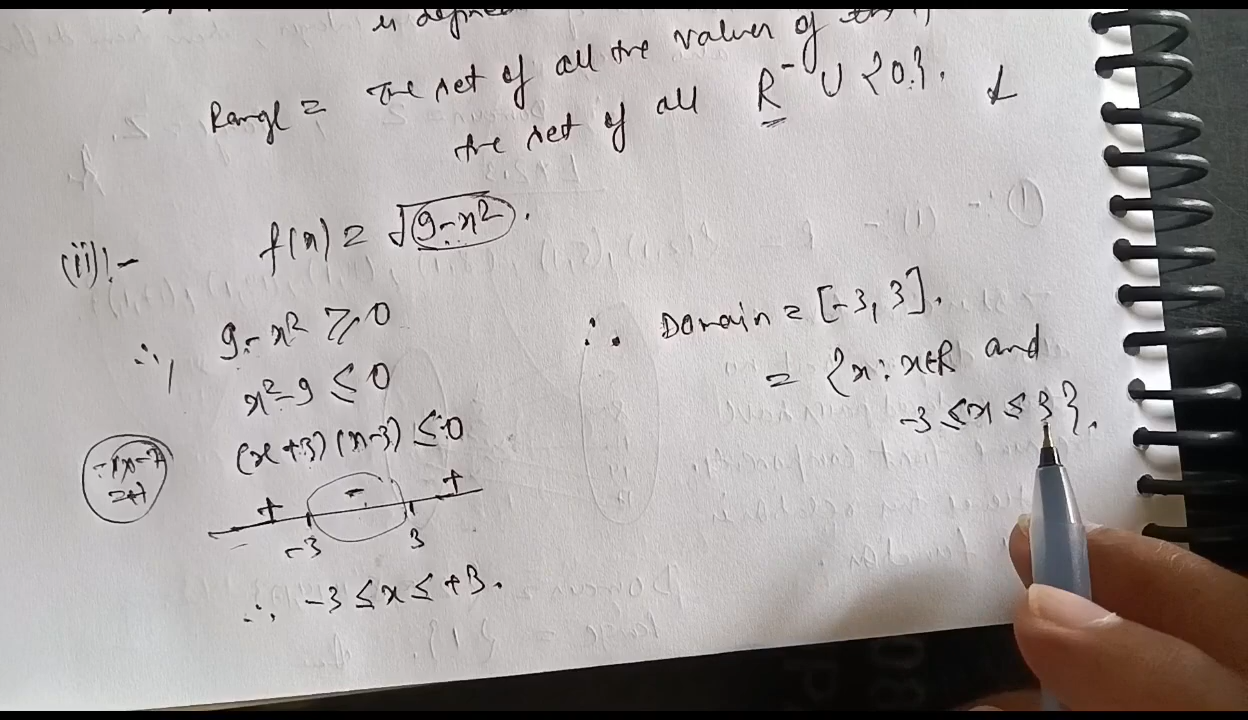 is defined
Range = The set of all the values of the f
the set of all R⁻ ∪ {0}.
(ii):- f(x) = √(9-x²).
∴, 9-x² ≥ 0
x²-9 ≤ 0
(x+3)(x-3) ≤ 0
+ - +
-3 3
∴ -3 ≤ x ≤ +3.
∴ Domain = [-3, 3].
= {x : x∈R and
-3 ≤ x ≤ 3}.